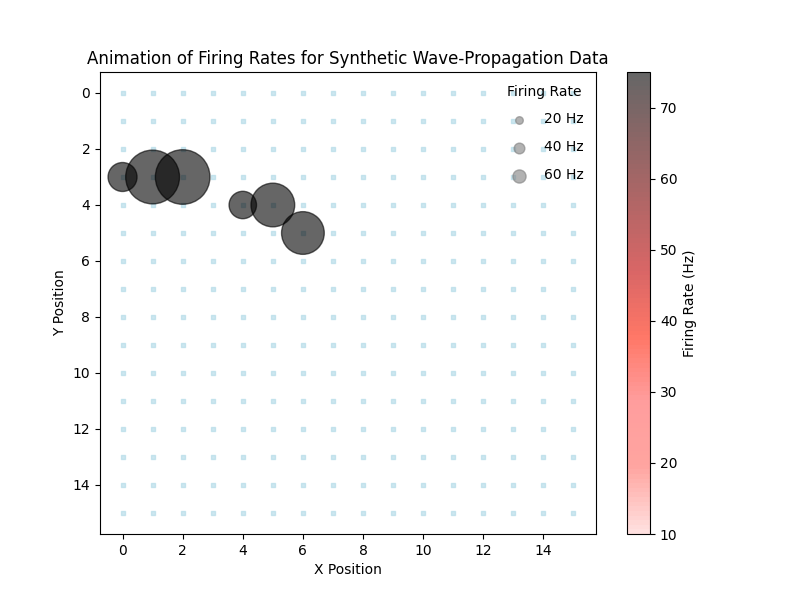 Animation of Firing Rates for Synthetic Wave-Propagation Data
Firing Rate
20 Hz
40 Hz
60 Hz
0
2
4
6
8
10
12
14
Y Position
0 2 4 6 8 10 12 14
X Position
70
60
50
40
30
20
10
Firing Rate (Hz)